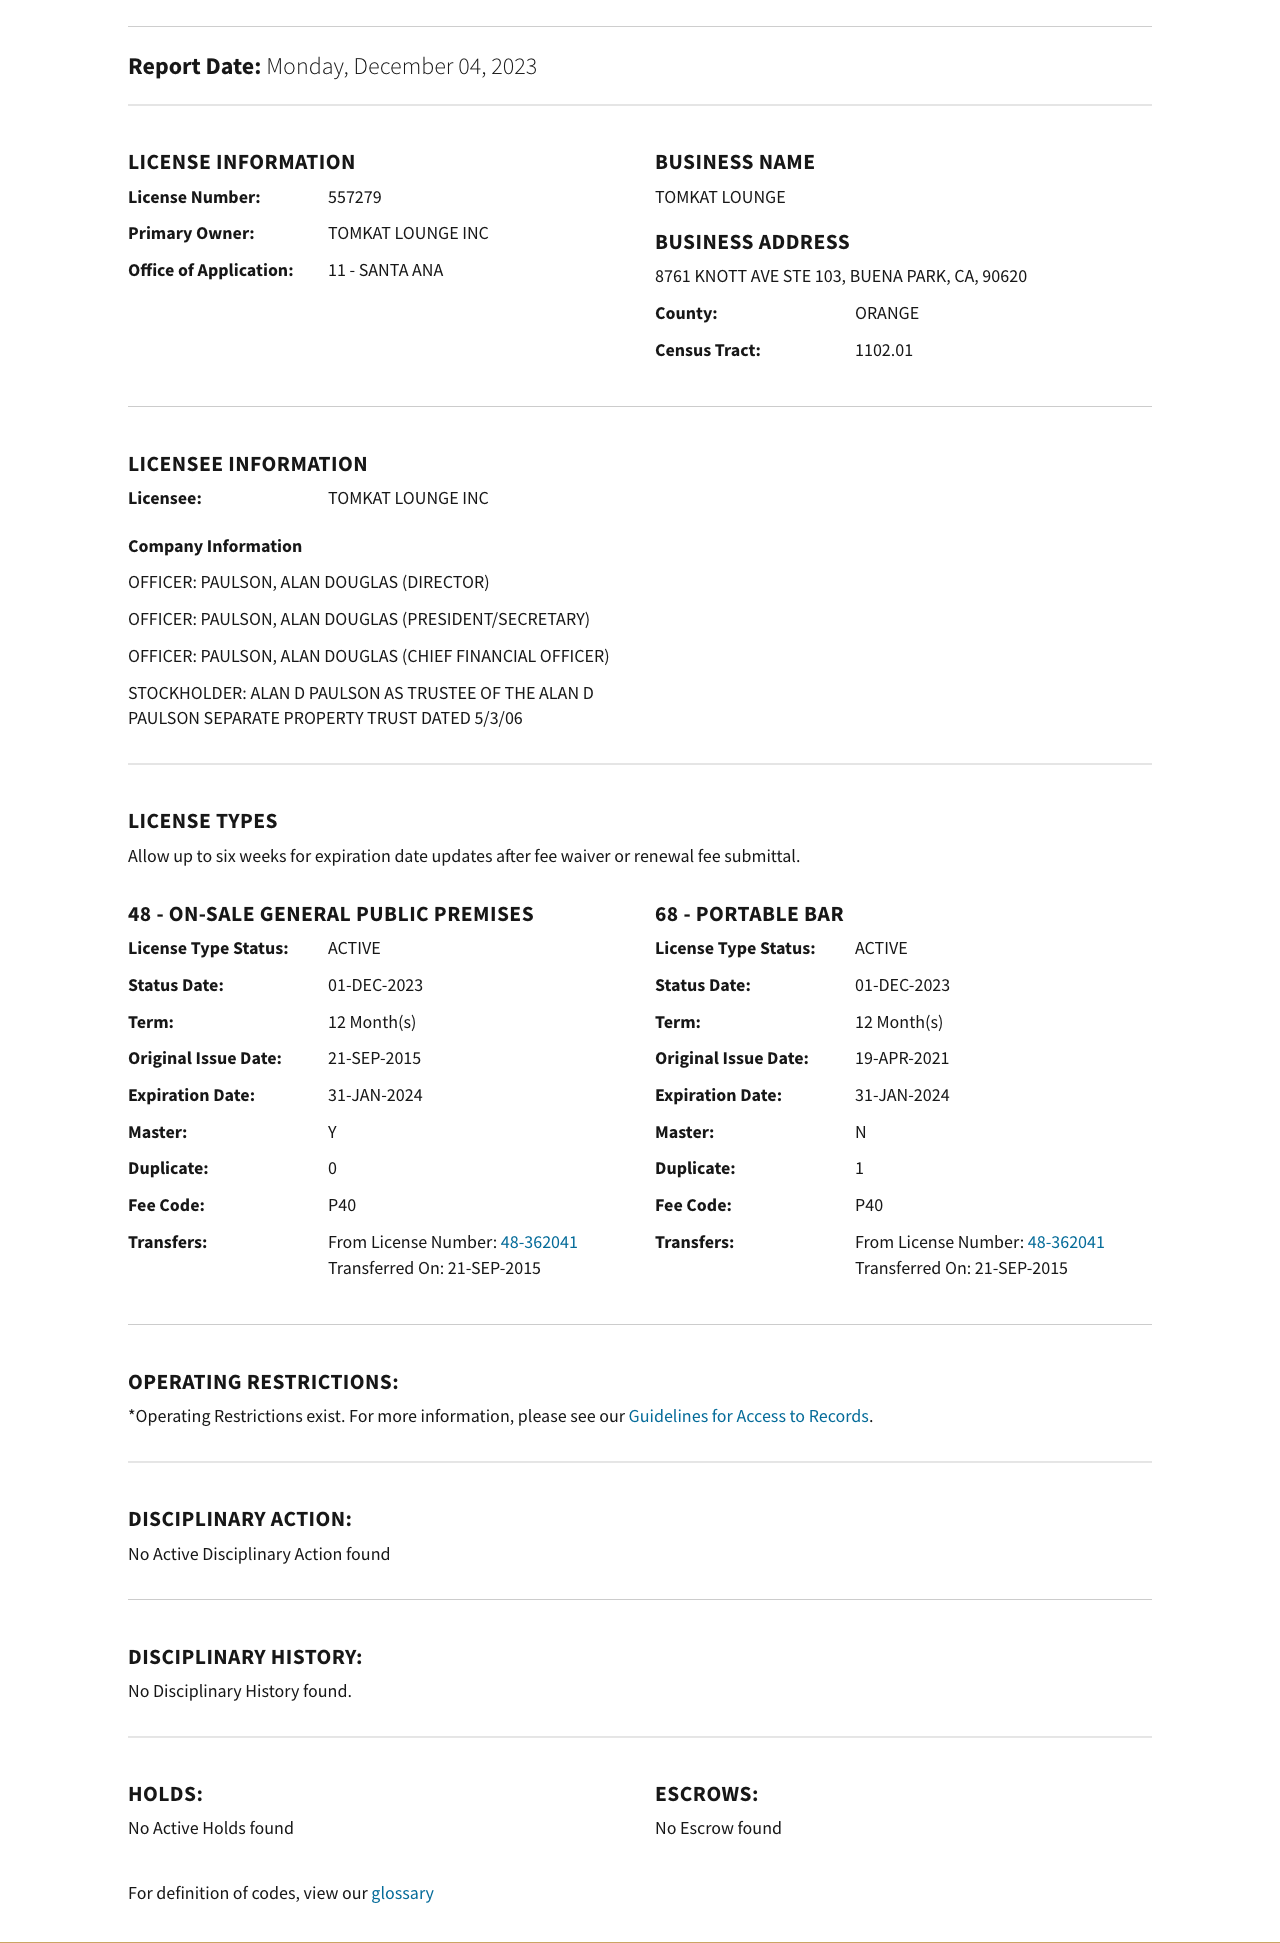 Report Date: Monday, December 04, 2023
LICENSE INFORMATION
License Number: 557279
Primary Owner: TOMKAT LOUNGE INC
Office of Application: 11 - SANTA ANA
BUSINESS NAME
TOMKAT LOUNGE
BUSINESS ADDRESS
8761 KNOTT AVE STE 103, BUENA PARK, CA, 90620
County: ORANGE
Census Tract: 1102.01
LICENSEE INFORMATION
Licensee: TOMKAT LOUNGE INC
Company Information
OFFICER: PAULSON, ALAN DOUGLAS (DIRECTOR)
OFFICER: PAULSON, ALAN DOUGLAS (PRESIDENT/SECRETARY)
OFFICER: PAULSON, ALAN DOUGLAS (CHIEF FINANCIAL OFFICER)
STOCKHOLDER: ALAN D PAULSON AS TRUSTEE OF THE ALAN D
PAULSON SEPARATE PROPERTY TRUST DATED 5/3/06
LICENSE TYPES
Allow up to six weeks for expiration date updates after fee waiver or renewal fee submittal.
48 - ON-SALE GENERAL PUBLIC PREMISES
License Type Status: ACTIVE
Status Date: 01-DEC-2023
Term: 12 Month(s)
Original Issue Date: 21-SEP-2015
Expiration Date: 31-JAN-2024
Master: Y
Duplicate: 0
Fee Code: P40
Transfers: From License Number: 48-362041
Transferred On: 21-SEP-2015
68 - PORTABLE BAR
License Type Status: ACTIVE
Status Date: 01-DEC-2023
Term: 12 Month(s)
Original Issue Date: 19-APR-2021
Expiration Date: 31-JAN-2024
Master: N
Duplicate: 1
Fee Code: P40
Transfers: From License Number: 48-362041
Transferred On: 21-SEP-2015
OPERATING RESTRICTIONS:
*Operating Restrictions exist. For more information, please see our Guidelines for Access to Records.
DISCIPLINARY ACTION:
No Active Disciplinary Action found
DISCIPLINARY HISTORY:
No Disciplinary History found.
HOLDS:
No Active Holds found
ESCROWS:
No Escrow found
For definition of codes, view our glossary